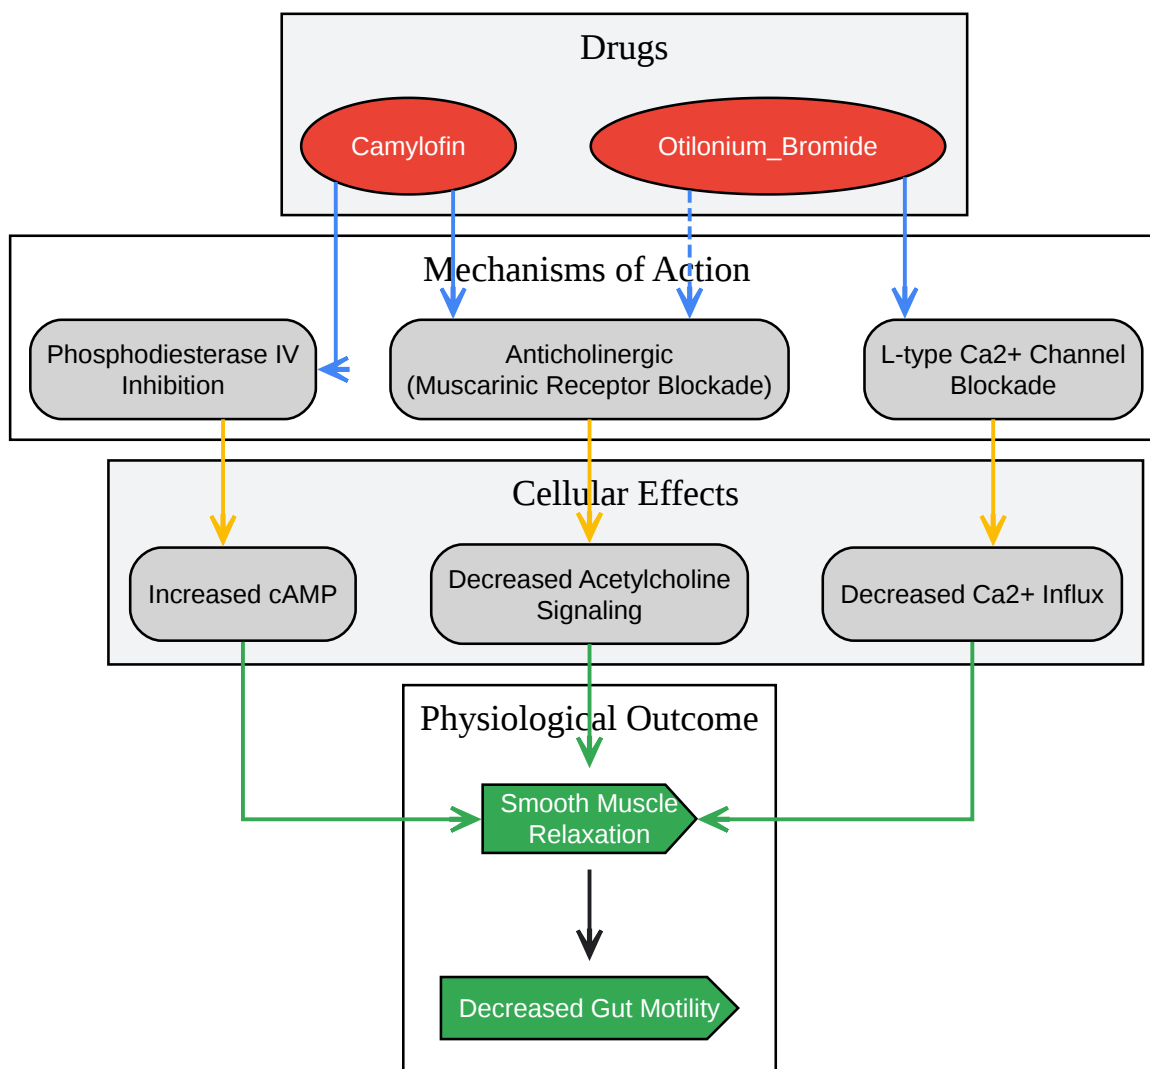 Drugs
Camylofin
Otilonium_Bromide
Mechanisms of Action
Phosphodiesterase IV
Inhibition
Anticholinergic
(Muscarinic Receptor Blockade)
L-type Ca2+ Channel
Blockade
Cellular Effects
Increased cAMP
Decreased Acetylcholine
Signaling
Decreased Ca2+ Influx
Physiological Outcome
Smooth Muscle
Relaxation
Decreased Gut Motility